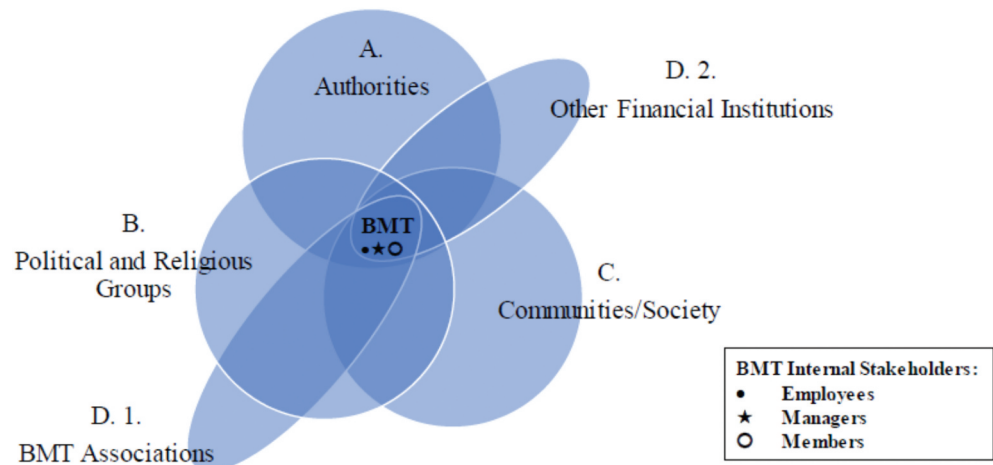 A.
Authorities
D. 2.
Other Financial Institutions
B.
Political and Religious
Groups
BMT
C.
Communities/Society
D. 1.
BMT Associations
BMT Internal Stakeholders:
Employees
Managers
Members